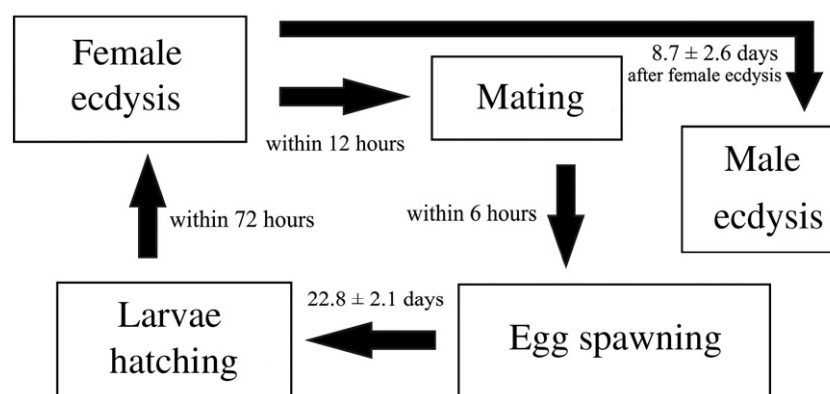 Female
ecdysis
8.7 ± 2.6 days
after female ecdysis
Mating
within 12 hours
Male
ecdysis
within 72 hours
within 6 hours
Larvae
hatching
22.8 ± 2.1 days
Egg spawning